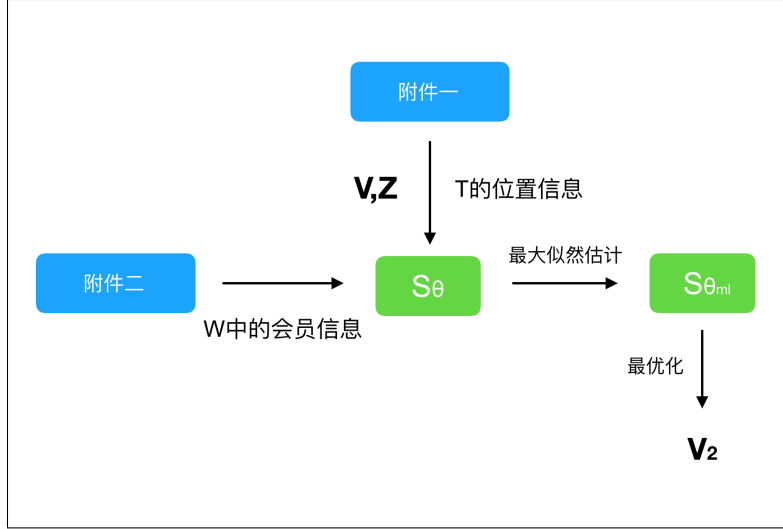 附件一
V,Z
T的位置信息
附件二
W中的会员信息
Sθ
最大似然估计
Sθml
最优化
V2